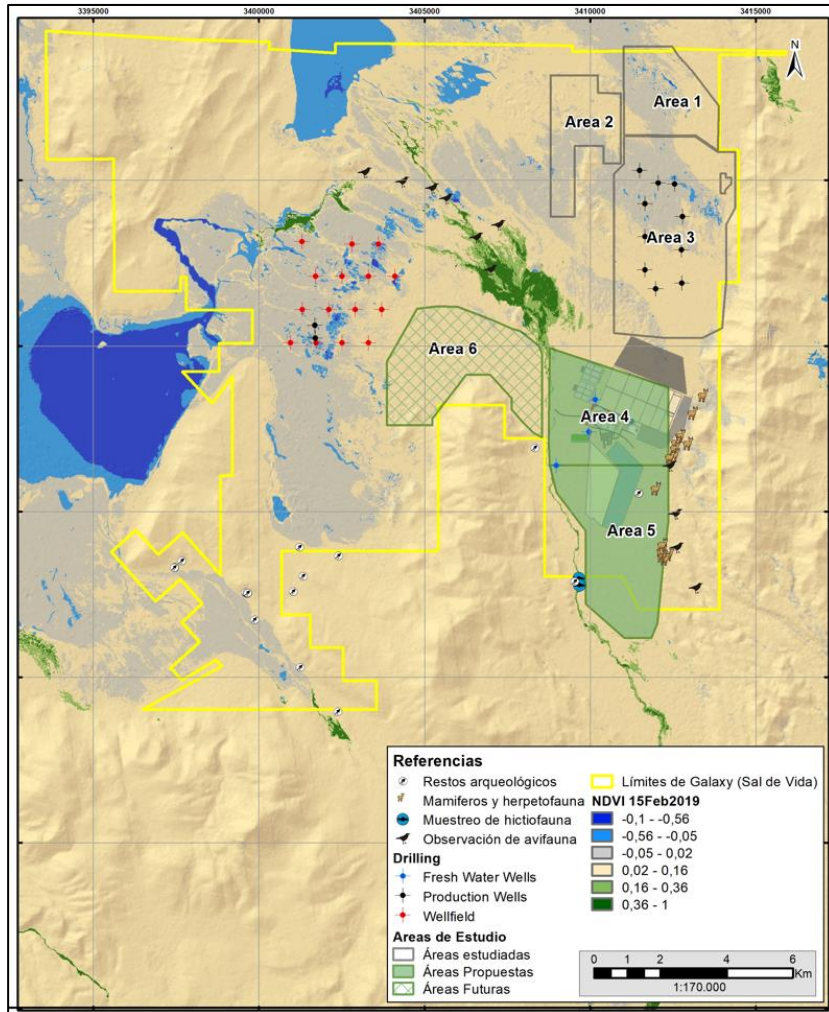 3395000 3400000 3405000 3410000 3415000
N
Area 1
Area 2
Area 3
Area 6
Area 4
Area 5
Referencias
Restos arqueológicos
Mamiferos y herpetofauna
Muestreo de hictiofauna
Observación de avifauna
Drilling
Fresh Water Wells
Production Wells
Wellfield
Areas de Estudio
Áreas estudiadas
Áreas Propuestas
Áreas Futuras
Límites de Galaxy (Sal de Vida)
NDVI 15Feb2019
-0,1 - -0,56
-0,56 - -0,05
-0,05 - 0,02
0,02 - 0,16
0,16 - 0,36
0,36 - 1
0 1 2 4 6
Km
1:170.000